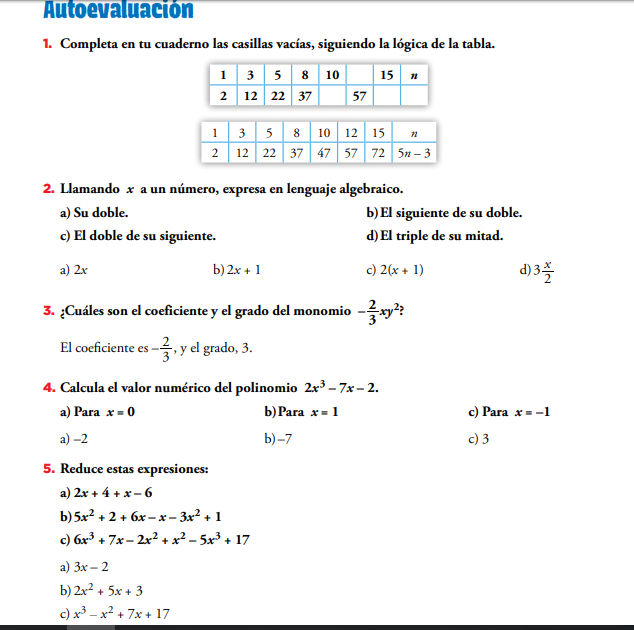 Autoevaluación
1. Completa en tu cuaderno las casillas vacías, siguiendo la lógica de la tabla.
1 3 5 8 10 15 n
2 12 22 37 57
1 3 5 8 10 12 15 n
2 12 22 37 47 57 72 5n – 3
2. Llamando x a un número, expresa en lenguaje algebraico.
a) Su doble. b) El siguiente de su doble.
c) El doble de su siguiente. d) El triple de su mitad.
a) 2x b) 2x + 1 c) 2(x + 1) d) 3 x/2
3. ¿Cuáles son el coeficiente y el grado del monomio –2/3 xy²?
El coeficiente es –2/3, y el grado, 3.
4. Calcula el valor numérico del polinomio 2x³ – 7x – 2.
a) Para x = 0 b) Para x = 1 c) Para x = –1
a) –2 b) –7 c) 3
5. Reduce estas expresiones:
a) 2x + 4 + x – 6
b) 5x² + 2 + 6x – x – 3x² + 1
c) 6x³ + 7x – 2x² + x² – 5x³ + 17
a) 3x – 2
b) 2x² + 5x + 3
c) x³ – x² + 7x + 17